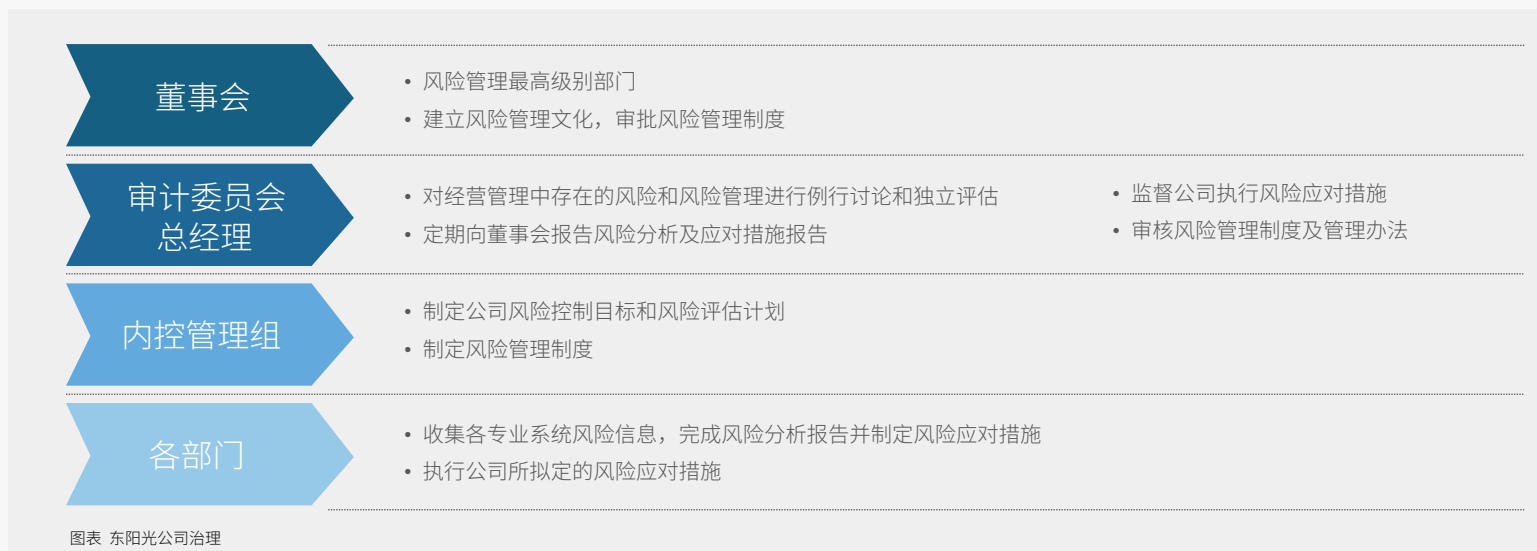 董事会
• 风险管理最高级别部门
• 建立风险管理文化，审批风险管理制度
审计委员会
总经理
• 对经营管理中存在的风险和风险管理进行例行讨论和独立评估
• 定期向董事会报告风险分析及应对措施报告
• 监督公司执行风险应对措施
• 审核风险管理制度及管理办法
内控管理组
• 制定公司风险控制目标和风险评估计划
• 制定风险管理制度
各部门
• 收集各专业系统风险信息，完成风险分析报告并制定风险应对措施
• 执行公司所拟定的风险应对措施
图表 东阳光公司治理